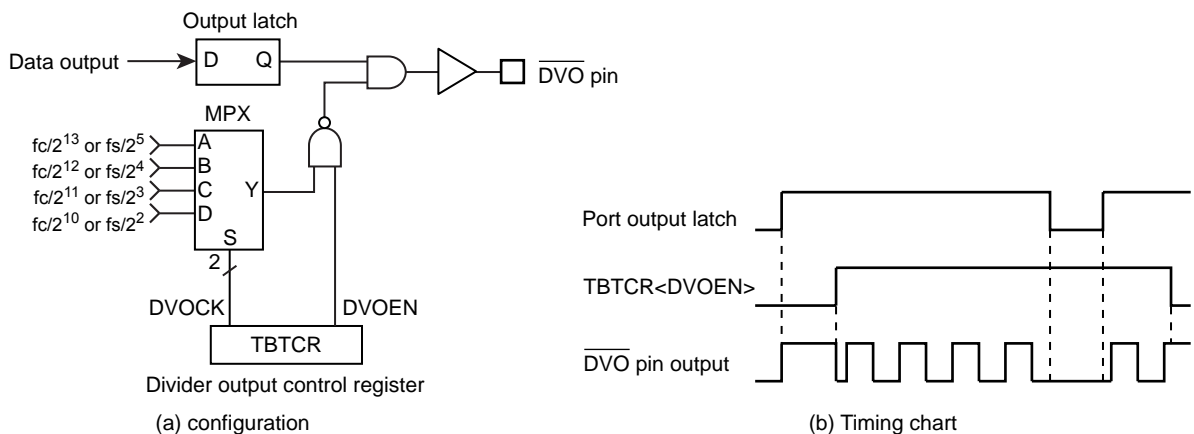 Output latch
Data output
D Q
DVO pin
MPX
fc/2^13 or fs/2^5
A
fc/2^12 or fs/2^4
B
fc/2^11 or fs/2^3
C
Y
fc/2^10 or fs/2^2
D
S
2
DVOCK
DVOEN
TBTCR
Divider output control register
(a) configuration
Port output latch
TBTCR<DVOEN>
DVO pin output
(b) Timing chart